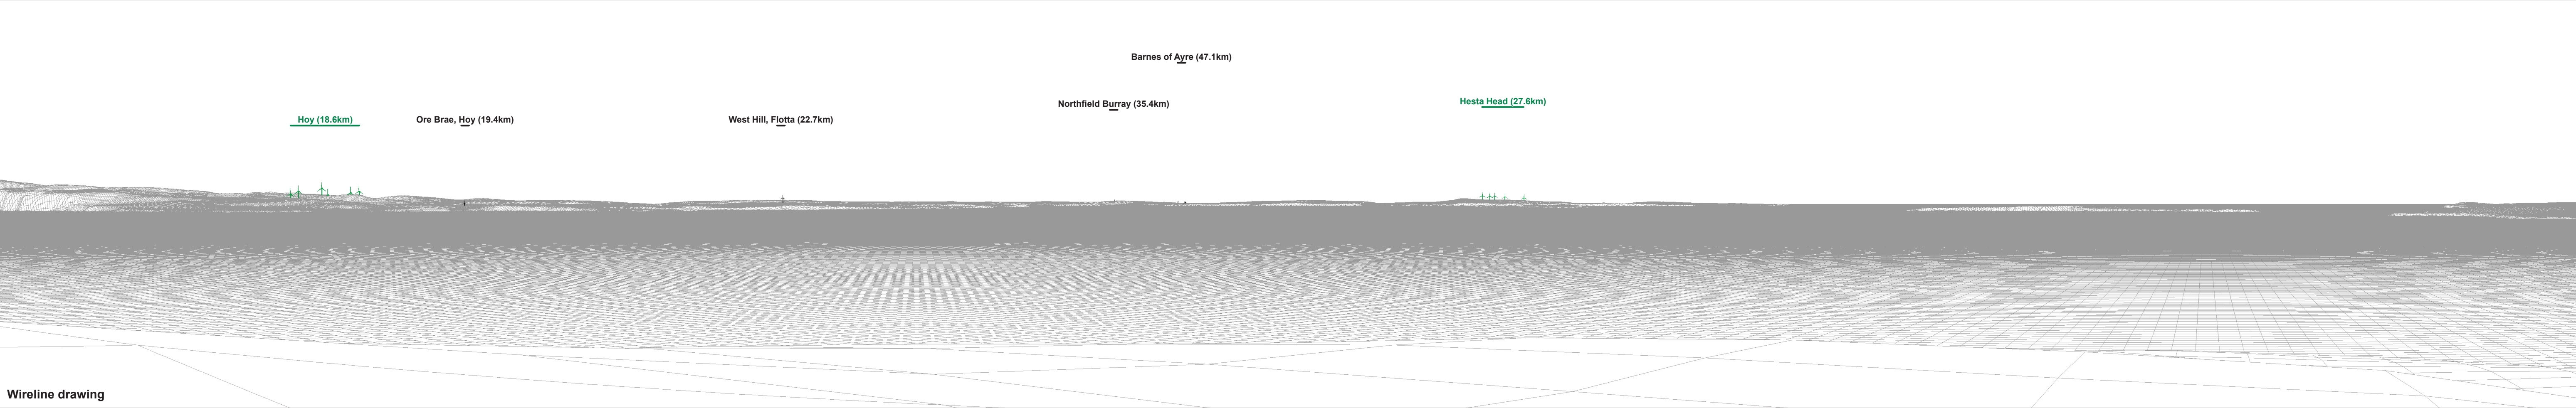 Barnes of Ayre (47.1km)
Northfield Burray (35.4km)
Hesta Head (27.6km)
Hoy (18.6km)
Ore Brae, Hoy (19.4km)
West Hill, Flotta (22.7km)
Wireline drawing